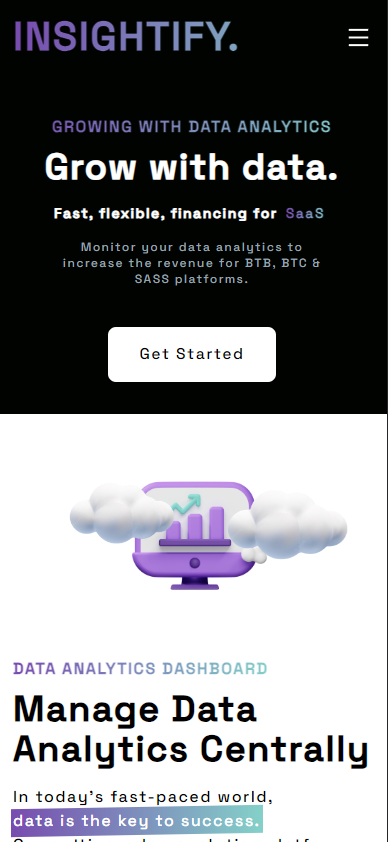 INSIGHTIFY.
GROWING WITH DATA ANALYTICS
Grow with data.
Fast, flexible, financing for SaaS
Monitor your data analytics to
increase the revenue for BTB, BTC &
SASS platforms.
Get Started
DATA ANALYTICS DASHBOARD
Manage Data
Analytics Centrally
In today's fast-paced world,
data is the key to success.